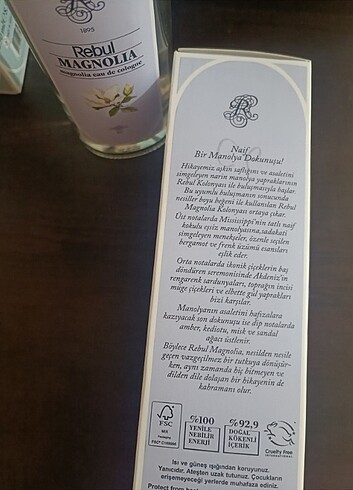 1895
Rebul
MAGNOLIA
magnolia eau de cologne
Naif
Bir Manolya Dokunuşu!
Hikayemiz aşkın saflığını ve asaletini
simgeleyen narin manolya yapraklarının
Rebul Kolonyası ile buluşmasıyla başlar.
Bu uyumlu buluşmanın sonucunda
nesiller boyu beğeni ile kullanılan Rebul
Magnolia Kolonyası ortaya çıkar.
Üst notalarda Mississippi'nin tatlı naif
kokulu eşsiz manolyasına,sadakati
simgeleyen menekşeler, özenle seçilen
bergamot ve frenk üzümü esansları
eşlik eder.
Orta notalarda ikonik çiçeklerin baş
döndüren seremonisinde Akdeniz'in
rengarenk sardunyaları, toprağın incisi
müge çiçekleri ve elbette gül yaprakları
bizi karşılar.
Manolyanın asaletini hafızalara
kazıyacak son dokunuşu ise dip notalarda
amber, kediotu, misk ve sandal
ağacı üstlenir.
Böylece Rebul Magnolia, nesilden nesile
geçen vazgeçilmez bir tutkuya dönüşür-
ken, aynı zamanda hiç bitmeyen ve
dilden dile dolaşan bir hikayenin de
kahramanı olur.
FSC
MIX
Packaging
%100
YENİLE
NEBİLİR
ENERJİ
%92,9
DOĞAL
KÖKENLİ
İÇERİK
Cruelty Free
INTERNATIONAL
Isı ve güneş ışığından koruyunuz.
Yanıcıdır. Ateşten uzak tutunuz. Çocukların
erişemeyeceği yerlerde muhafaza ediniz.
Protect from